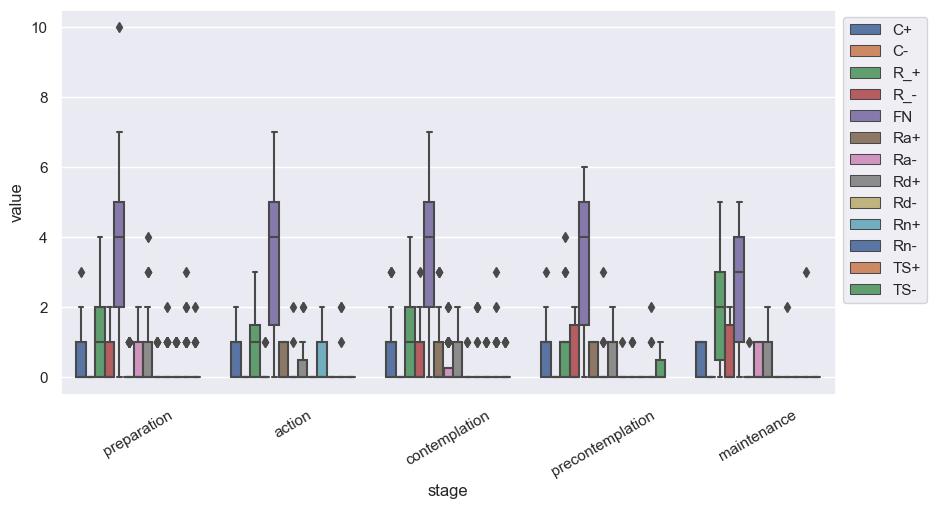 10
8
6
4
2
0
value
preparation
action
contemplation
precontemplation
maintenance
stage
C+
C-
R_+
R_-
FN
Ra+
Ra-
Rd+
Rd-
Rn+
Rn-
TS+
TS-